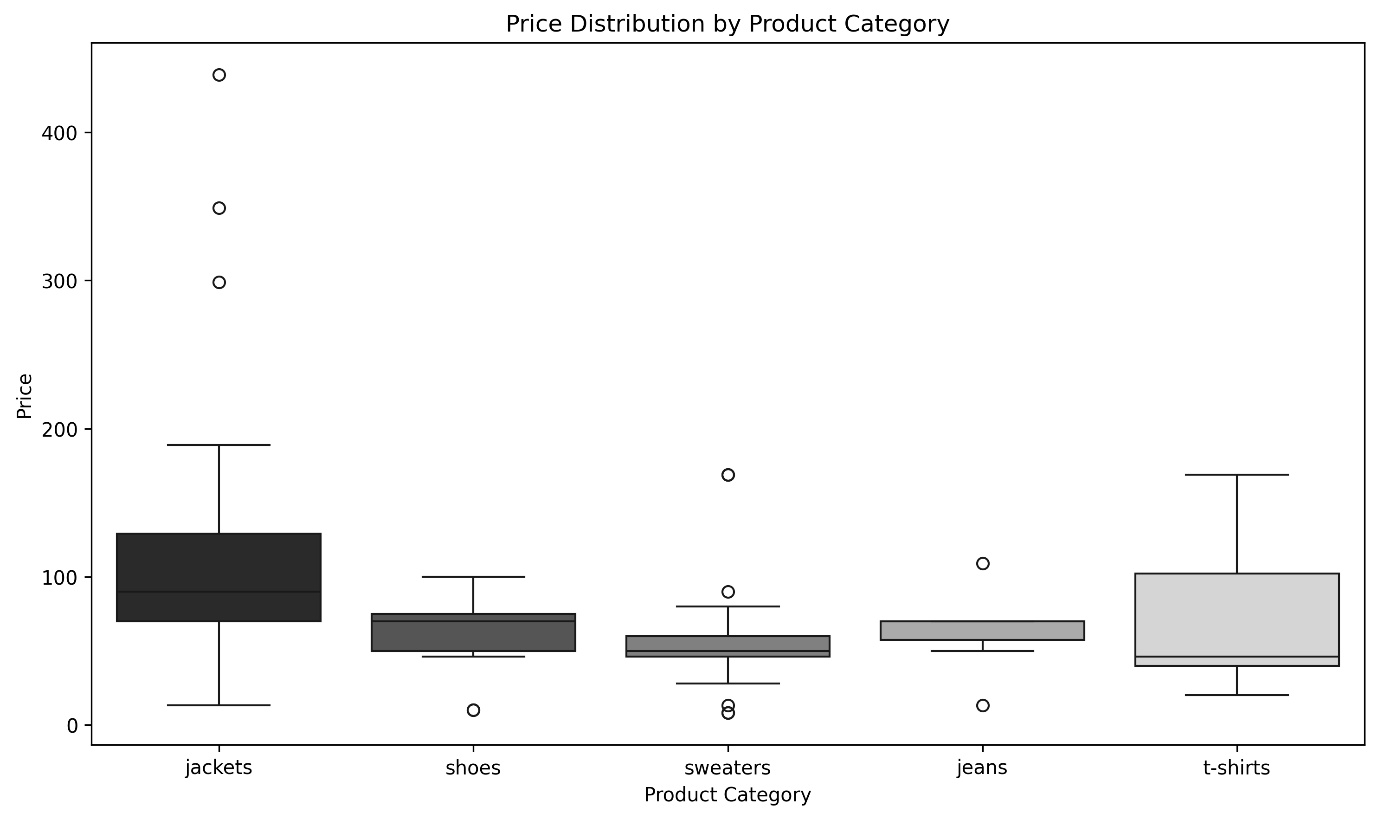 Price Distribution by Product Category
400
300
200
100
0
Price
jackets
shoes
sweaters
jeans
t-shirts
Product Category